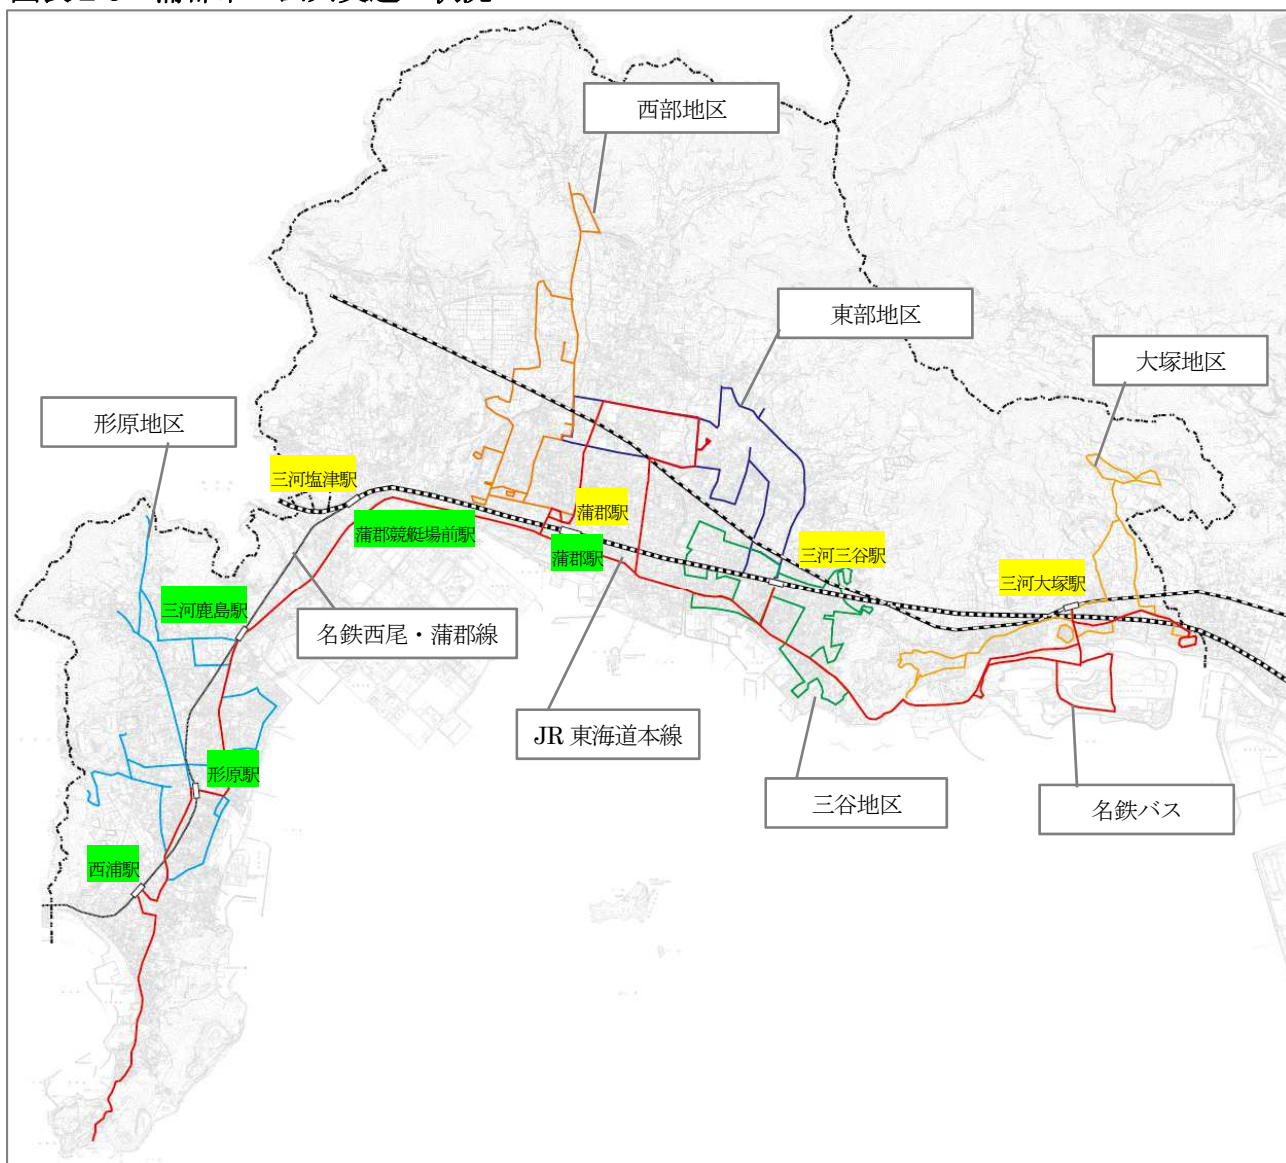 西部地区
東部地区
大塚地区
形原地区
三河塩津駅
蒲郡駅
蒲郡競艇場前駅
蒲郡駅
三河三谷駅
三河大塚駅
三河鹿島駅
名鉄西尾・蒲郡線
JR 東海道本線
形原駅
三谷地区
名鉄バス
西浦駅